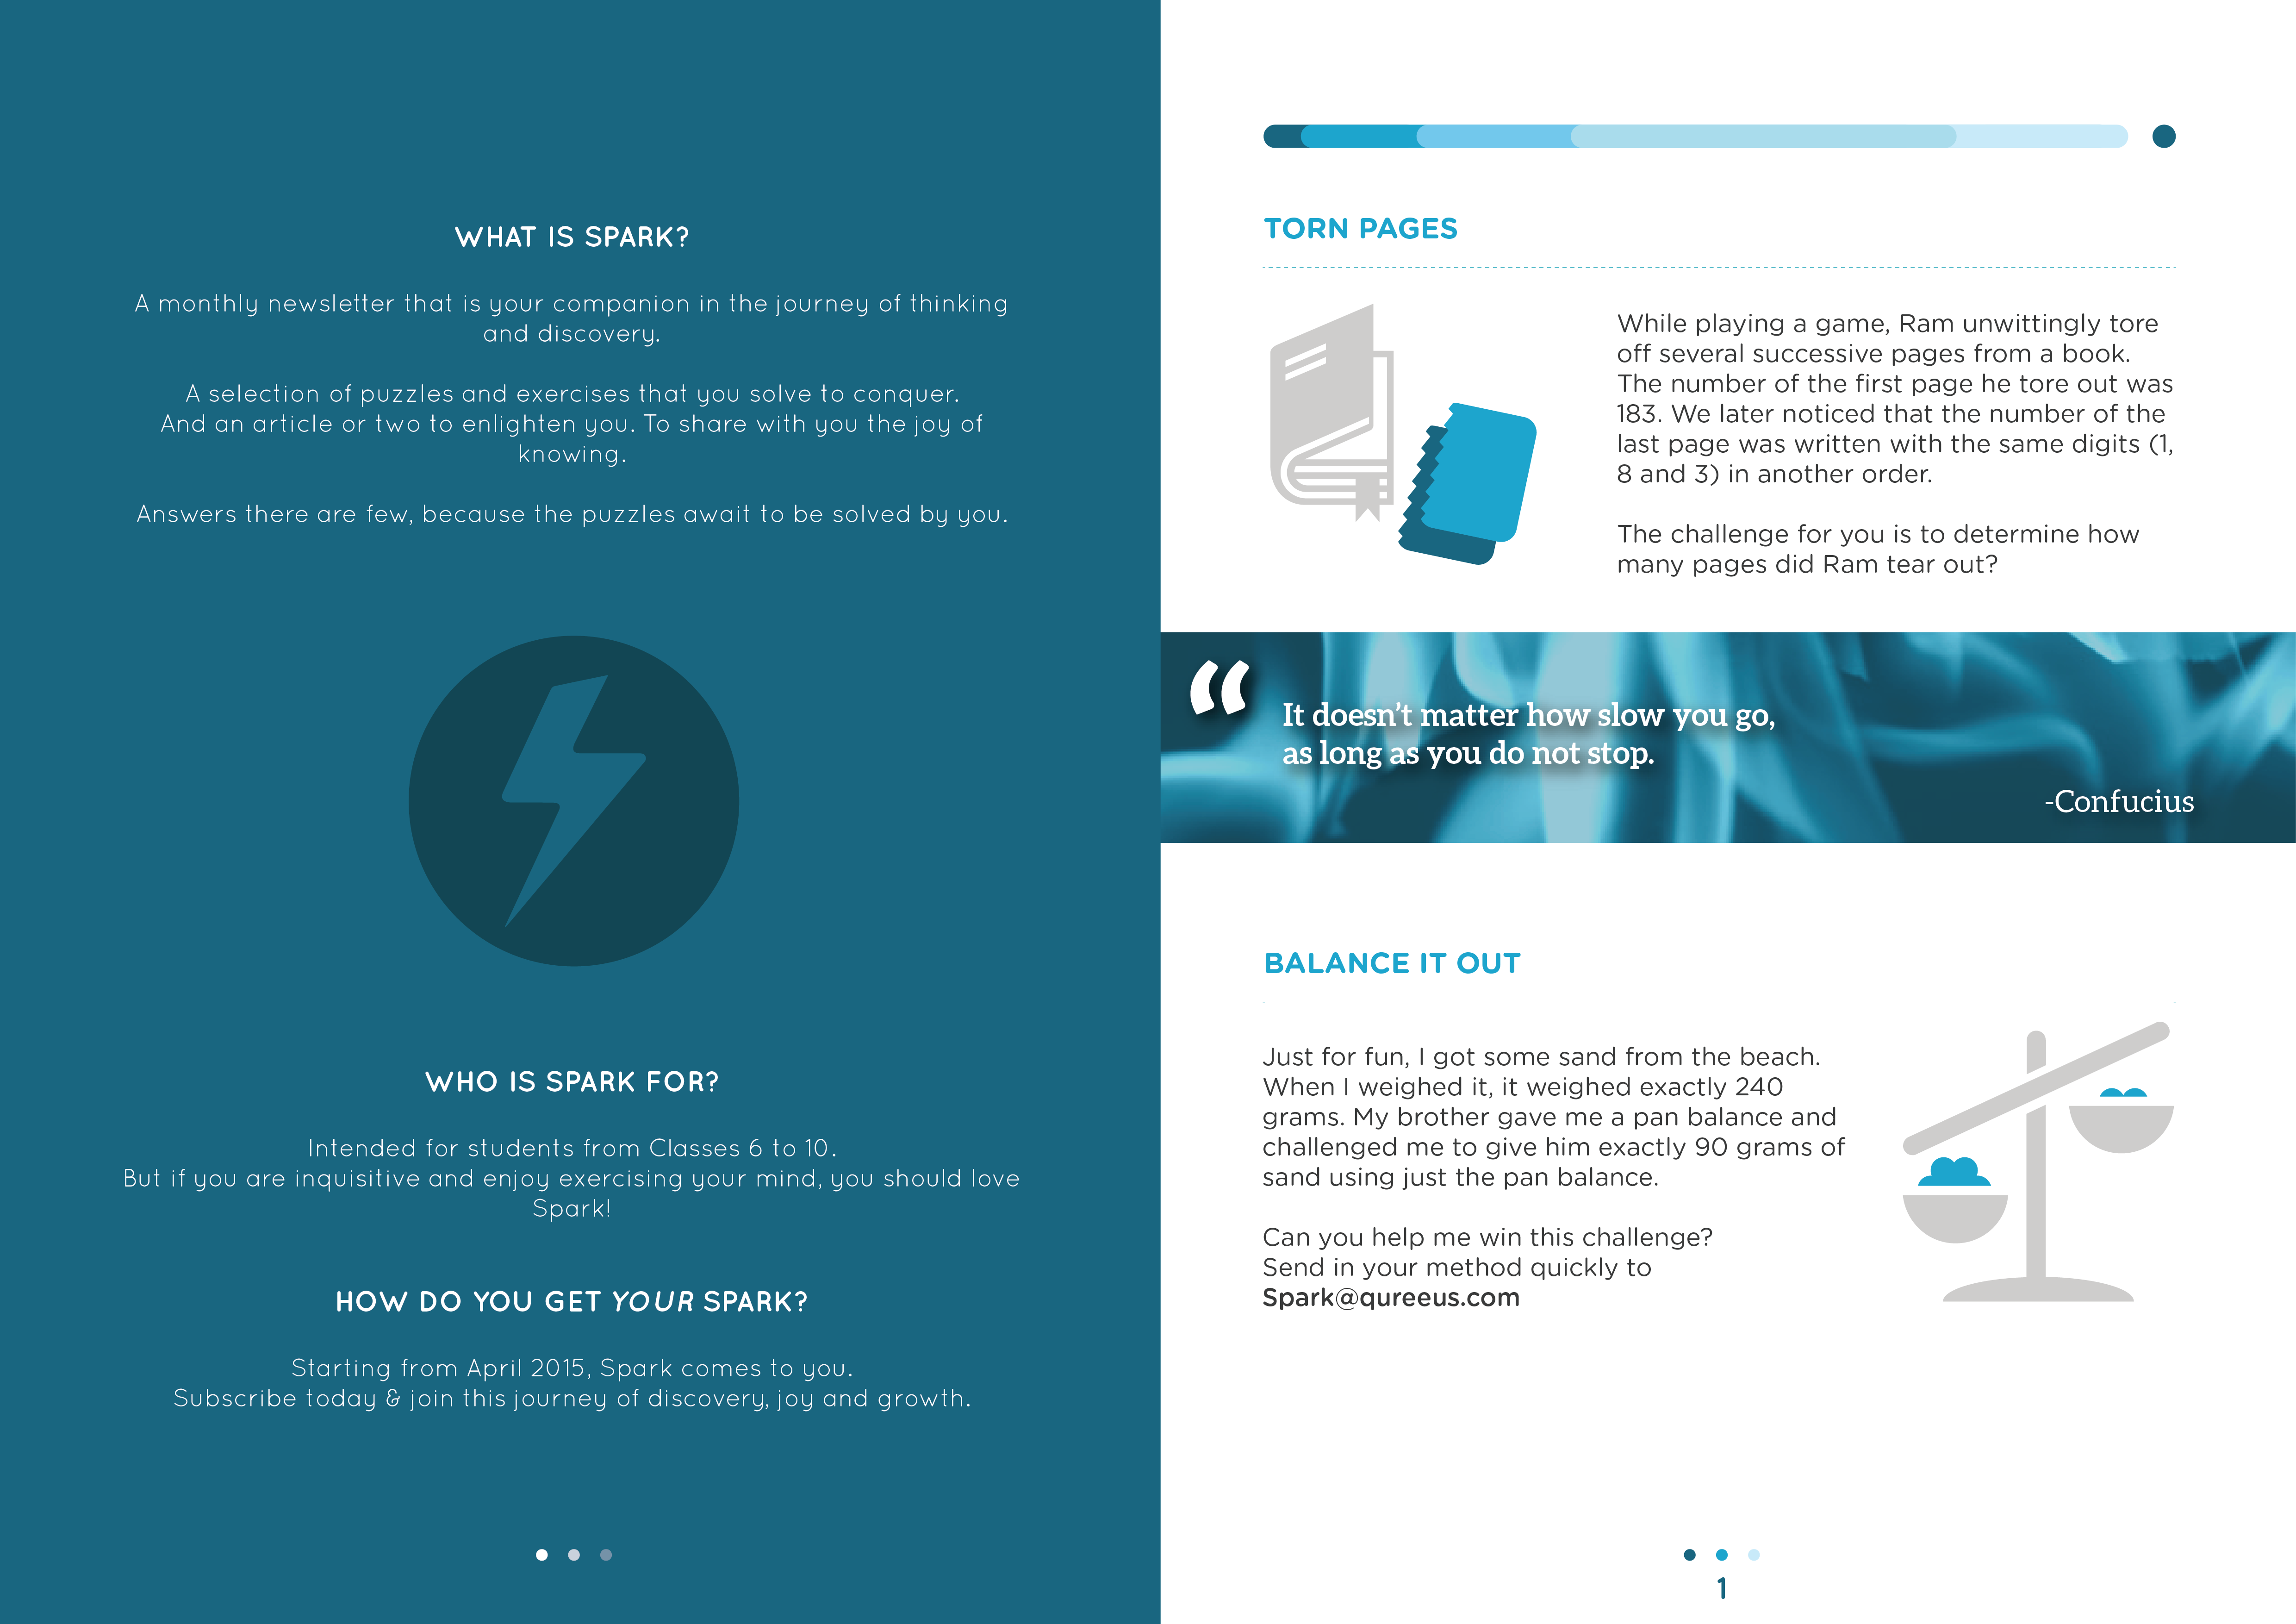 WHAT IS SPARK?
A monthly newsletter that is your companion in the journey of thinking
and discovery.
A selection of puzzles and exercises that you solve to conquer.
And an article or two to enlighten you. To share with you the joy of
knowing.
Answers there are few, because the puzzles await to be solved by you.
WHO IS SPARK FOR?
Intended for students from Classes 6 to 10.
But if you are inquisitive and enjoy exercising your mind, you should love
Spark!
HOW DO YOU GET YOUR SPARK?
Starting from April 2015, Spark comes to you.
Subscribe today & join this journey of discovery, joy and growth.
TORN PAGES
While playing a game, Ram unwittingly tore
off several successive pages from a book.
The number of the first page he tore out was
183. We later noticed that the number of the
last page was written with the same digits (1,
8 and 3) in another order.
The challenge for you is to determine how
many pages did Ram tear out?
“
It doesn’t matter how slow you go,
as long as you do not stop.
-Confucius
BALANCE IT OUT
Just for fun, I got some sand from the beach.
When I weighed it, it weighed exactly 240
grams. My brother gave me a pan balance and
challenged me to give him exactly 90 grams of
sand using just the pan balance.
Can you help me win this challenge?
Send in your method quickly to
Spark@qureeus.com
1